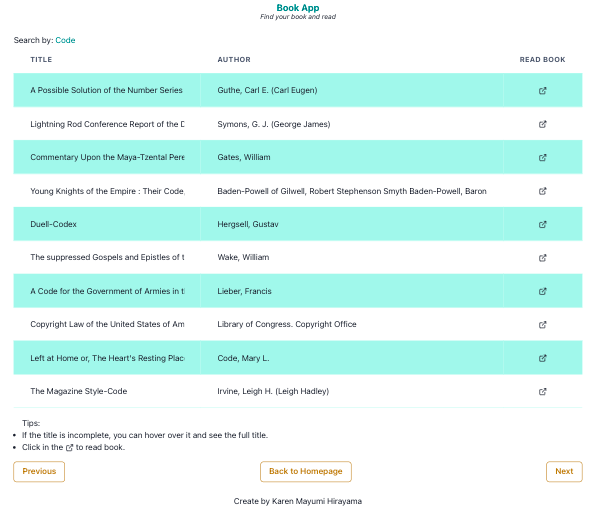 Book App
Find your book and read
Search by: Code
TITLE AUTHOR READ BOOK
A Possible Solution of the Number Series Guthe, Carl E. (Carl Eugen)
Lightning Rod Conference Report of the Symons, G. J. (George James)
Commentary Upon the Maya-Tzental Pere Gates, William
Young Knights of the Empire : Their Code, Baden-Powell of Gilwell, Robert Stephenson Smyth Baden-Powell, Baron
Duell-Codex Hergsell, Gustav
The suppressed Gospels and Epistles of t Wake, William
A Code for the Government of Armies in Lieber, Francis
Copyright Law of the United States of Am Library of Congress. Copyright Office
Left at Home or, The Heart's Resting Plac Code, Mary L.
The Magazine Style-Code Irvine, Leigh H. (Leigh Hadley)
Tips:
• If the title is incomplete, you can hover over it and see the full title.
• Click in the to read book.
Previous Back to Homepage Next
Create by Karen Mayumi Hirayama